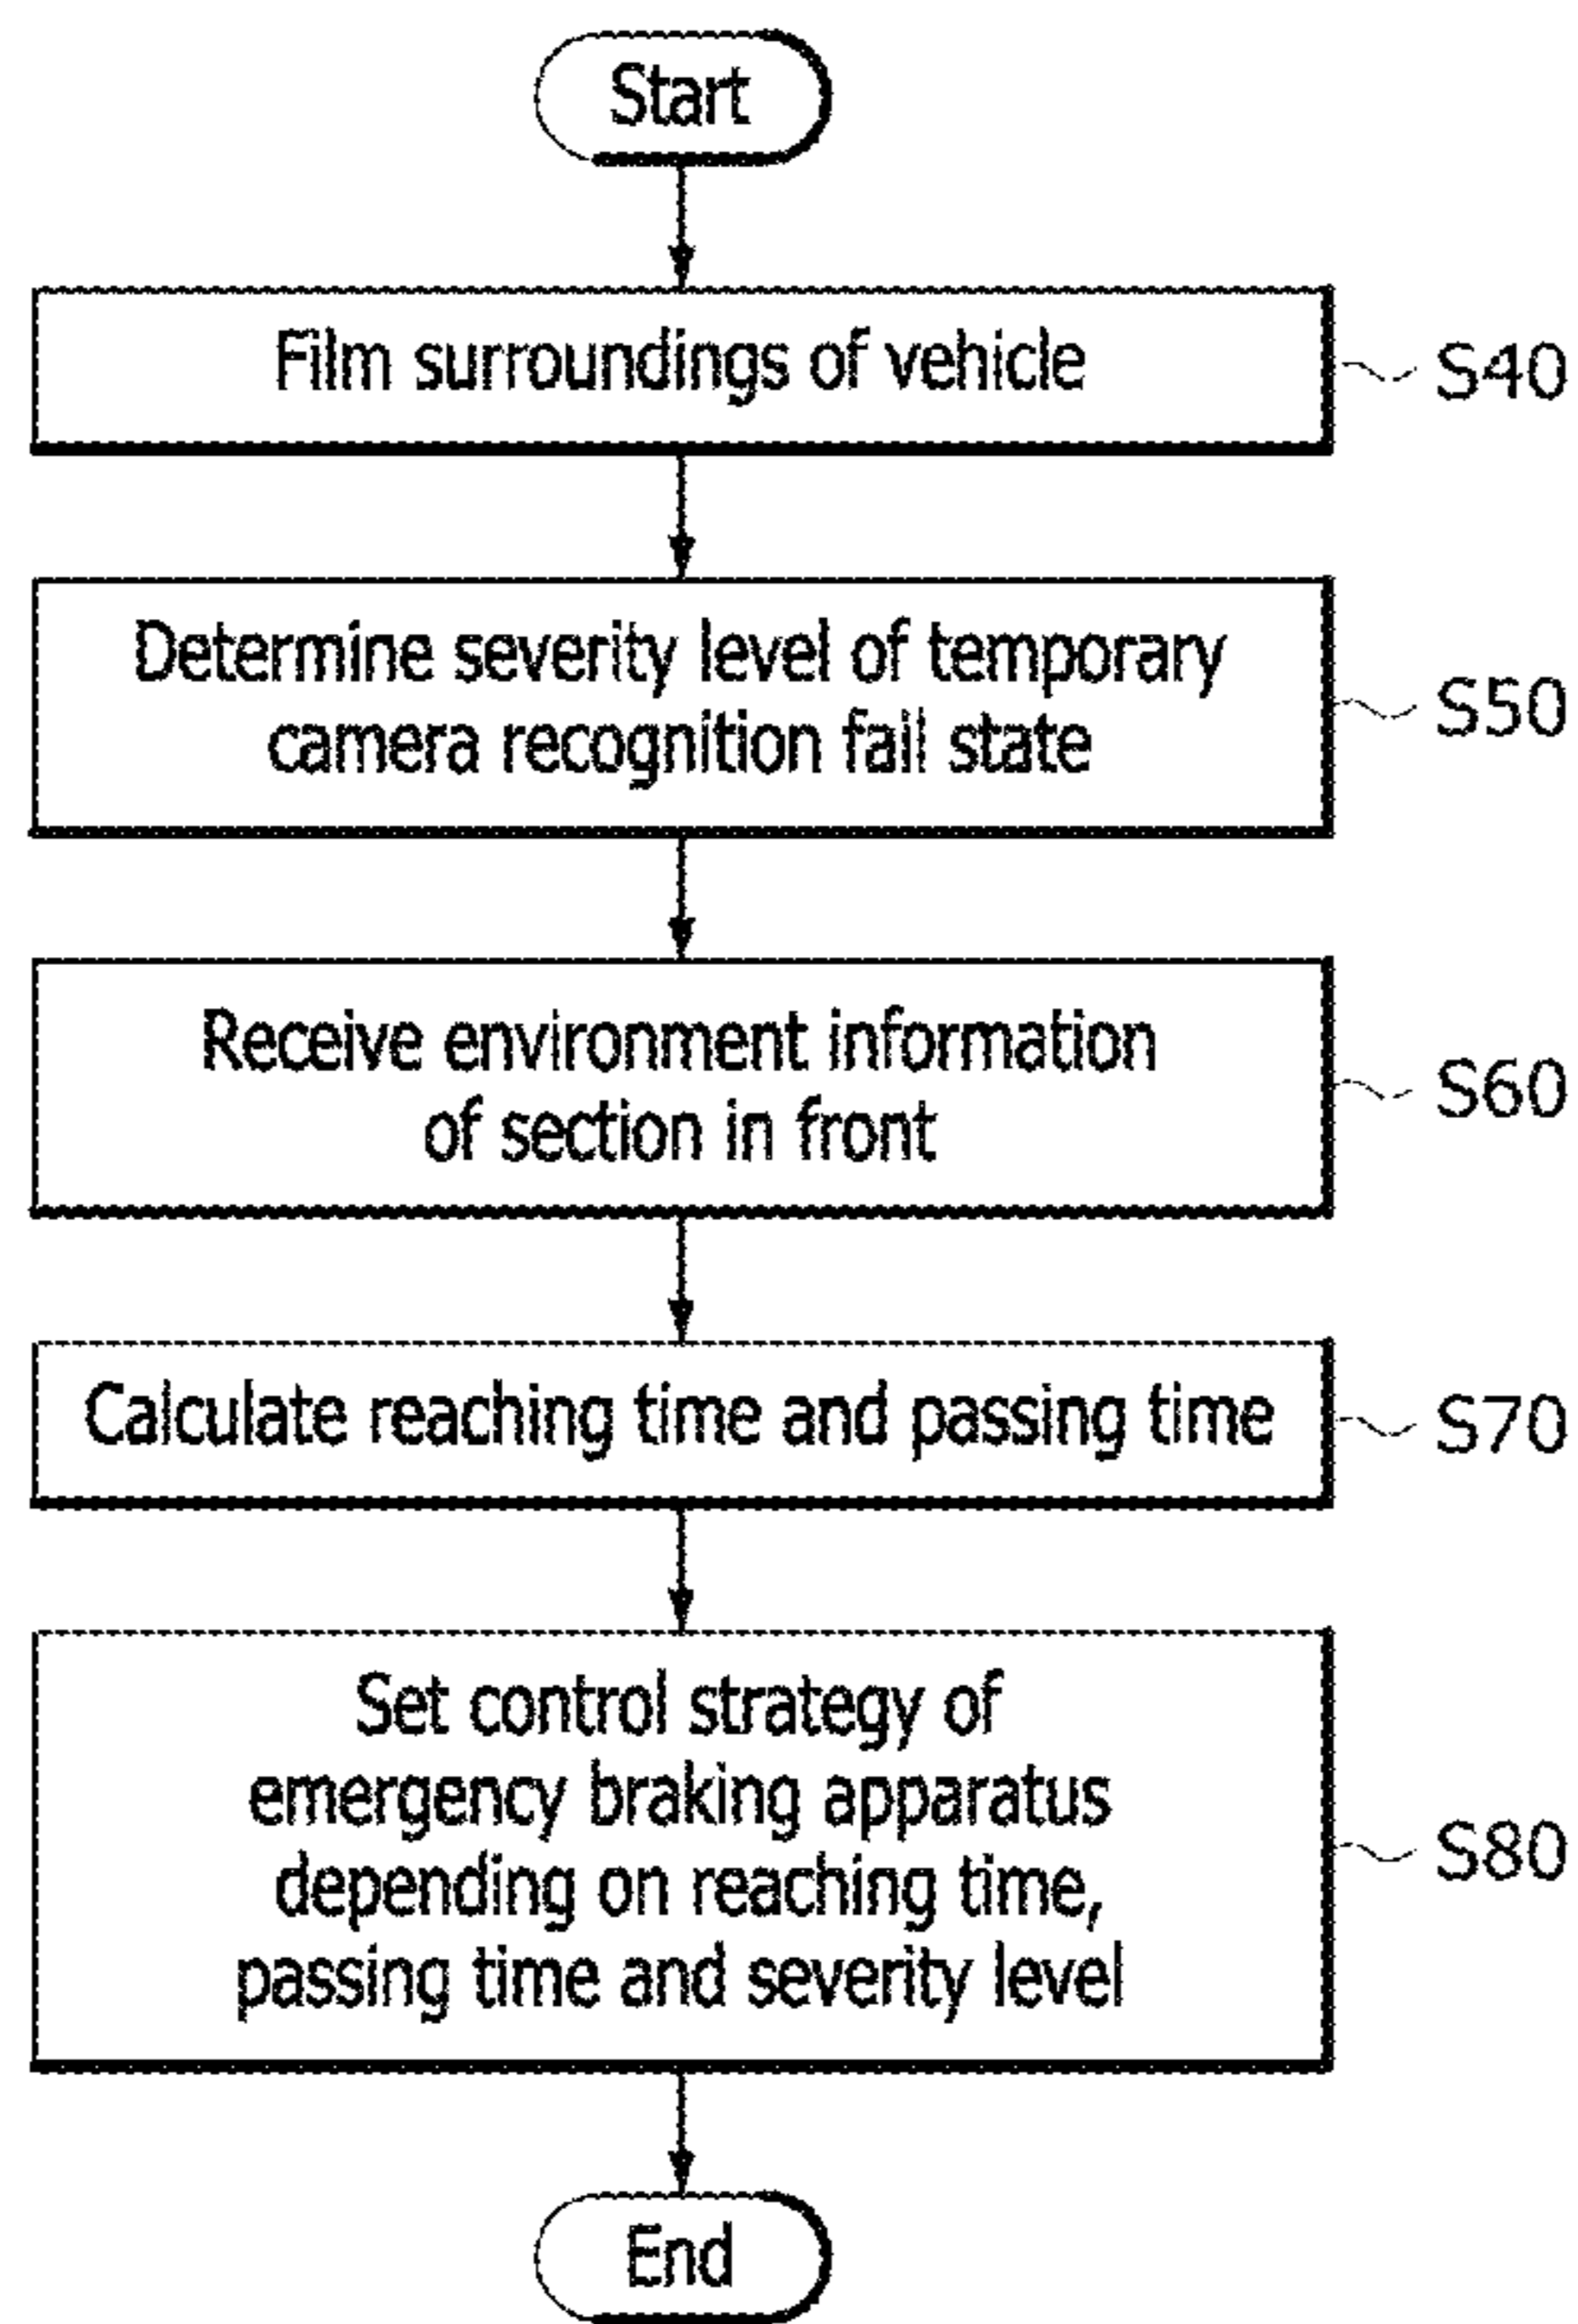 Start
Film surroundings of vehicle
S40
Determine severity level of temporary
camera recognition fail state
S50
Receive environment information
of section in front
S60
Calculate reaching time and passing time
S70
Set control strategy of
emergency braking apparatus
depending on reaching time,
passing time and severity level
S80
End